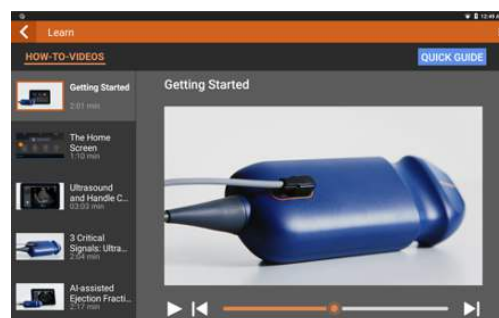 12:49 A
Learn
HOW-TO-VIDEOS
QUICK GUIDE
Getting Started
2:01 min
Getting Started
The Home
Screen
1:10 min
Ultrasound
and Handle C...
03:03 min
3 Critical
Signals: Ultra...
2:04 min
AI-assisted
Ejection Fracti...
2:17 min